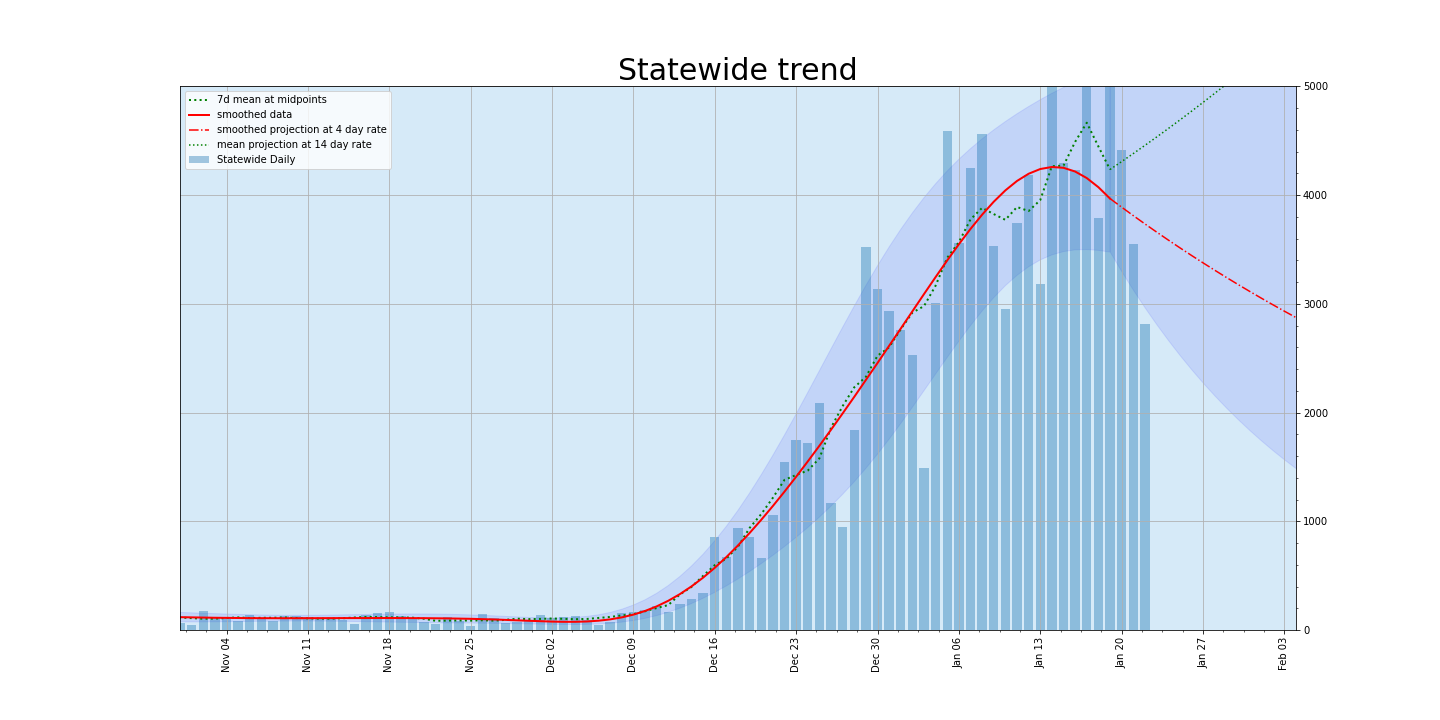 Statewide trend
7d mean at midpoints
smoothed data
smoothed projection at 4 day rate
mean projection at 14 day rate
Statewide Daily
5000
4000
3000
2000
1000
0
Nov 04
Nov 11
Nov 18
Nov 25
Dec 02
Dec 09
Dec 16
Dec 23
Dec 30
Jan 06
Jan 13
Jan 20
Jan 27
Feb 03